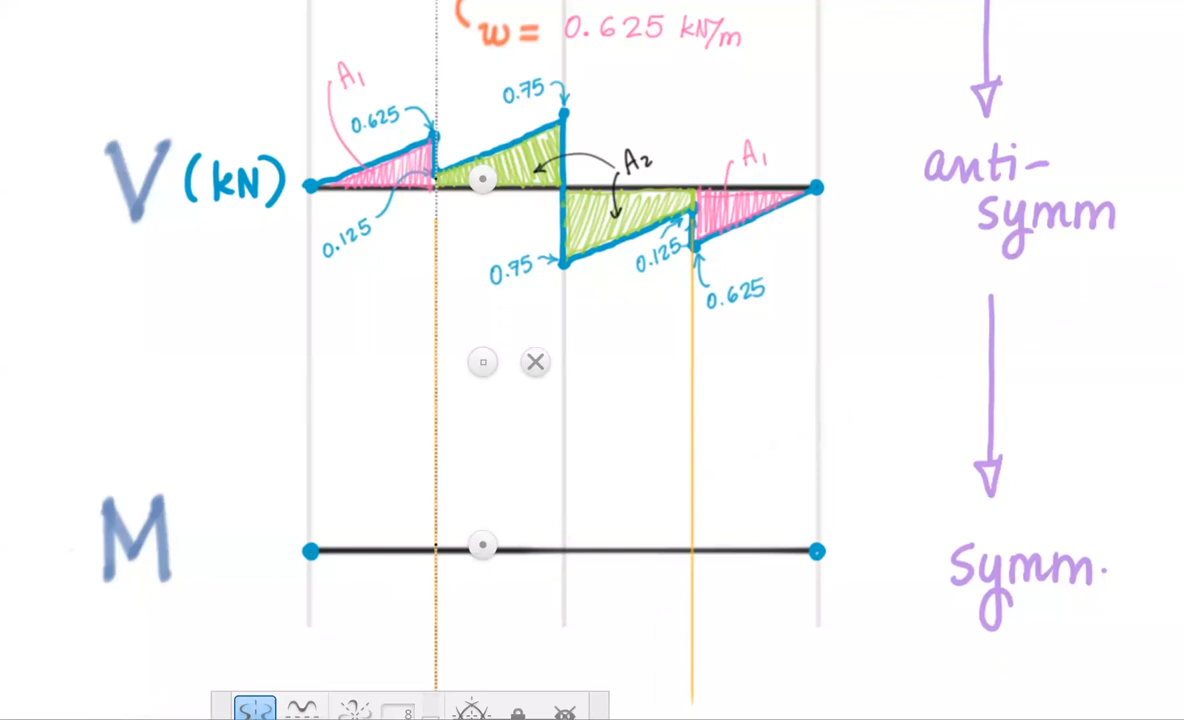 w = 0.625 kN/m
A1
0.625
0.75
V (kN)
A2
A1
0.125
0.75
0.125
0.625
anti-
symm
M
symm.
8